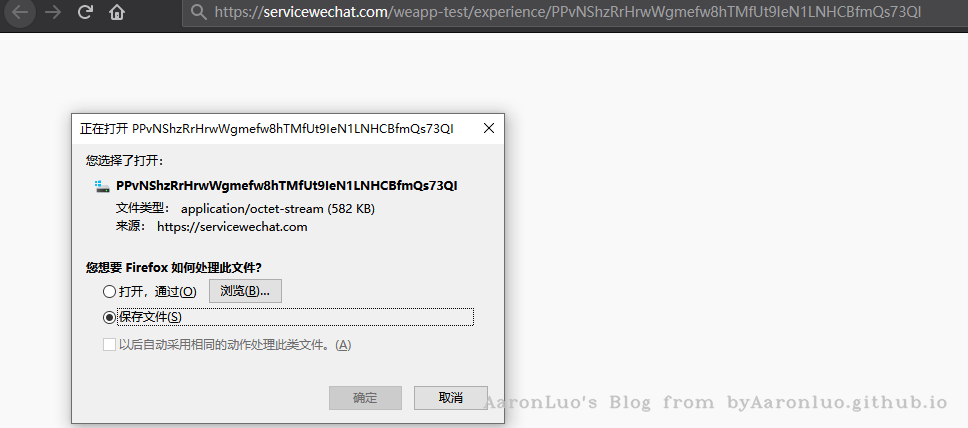 https://servicewechat.com/weapp-test/experience/PPvNShzRrHrwWgmefw8hTMfUt9IeN1LNHCBfmQs73QI
正在打开 PPvNShzRrHrwWgmefw8hTMfUt9IeN1LNHCBfmQs73QI
您选择了打开:
PPvNShzRrHrwWgmefw8hTMfUt9IeN1LNHCBfmQs73QI
文件类型: application/octet-stream (582 KB)
来源: https://servicewechat.com
您想要 Firefox 如何处理此文件?
打开，通过(O) 浏览(B)...
保存文件(S)
以后自动采用相同的动作处理此类文件。(A)
确定 取消
AaronLuo's Blog from byAaronluo.github.io